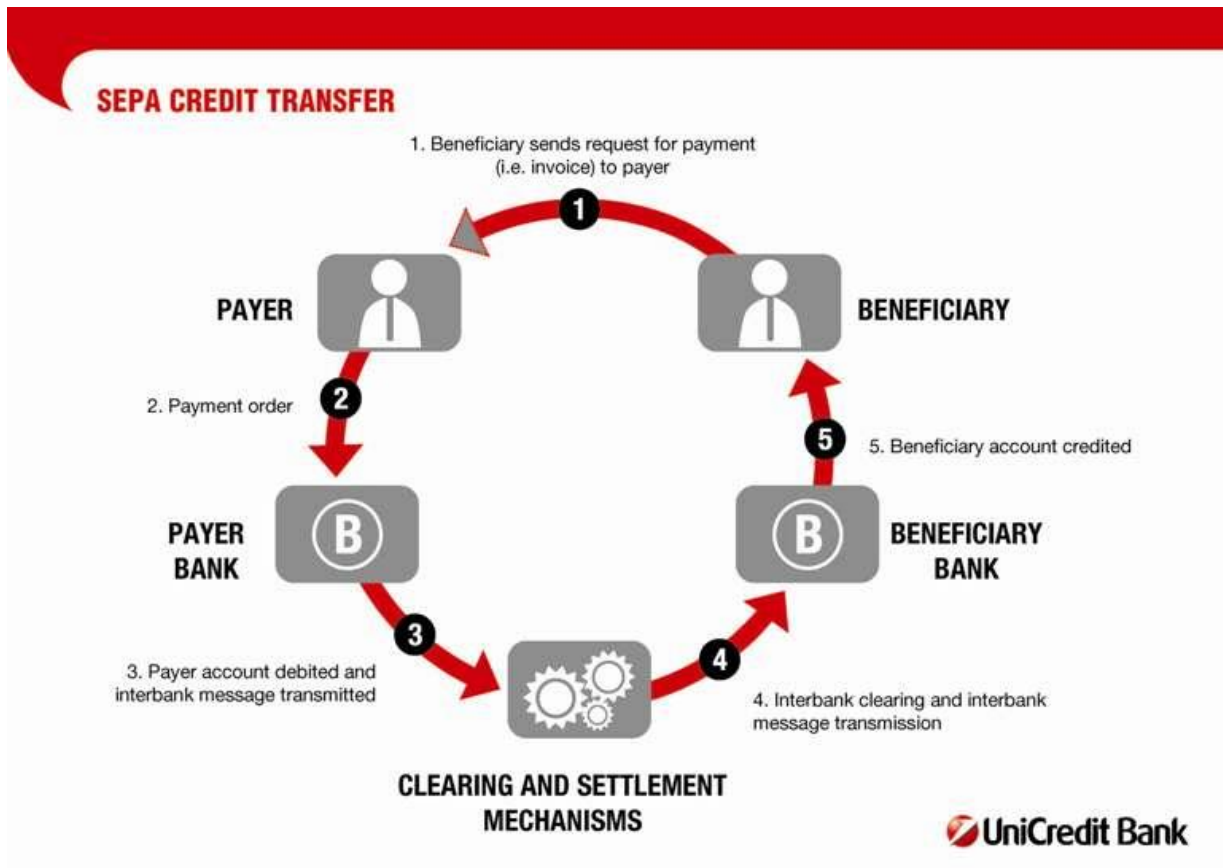 SEPA CREDIT TRANSFER
1. Beneficiary sends request for payment
(i.e. invoice) to payer
1
PAYER
BENEFICIARY
2. Payment order
2
5
5. Beneficiary account credited
PAYER
BANK
B
B
BENEFICIARY
BANK
3
4
3. Payer account debited and
interbank message transmitted
4. Interbank clearing and interbank
message transmission
CLEARING AND SETTLEMENT
MECHANISMS
UniCredit Bank